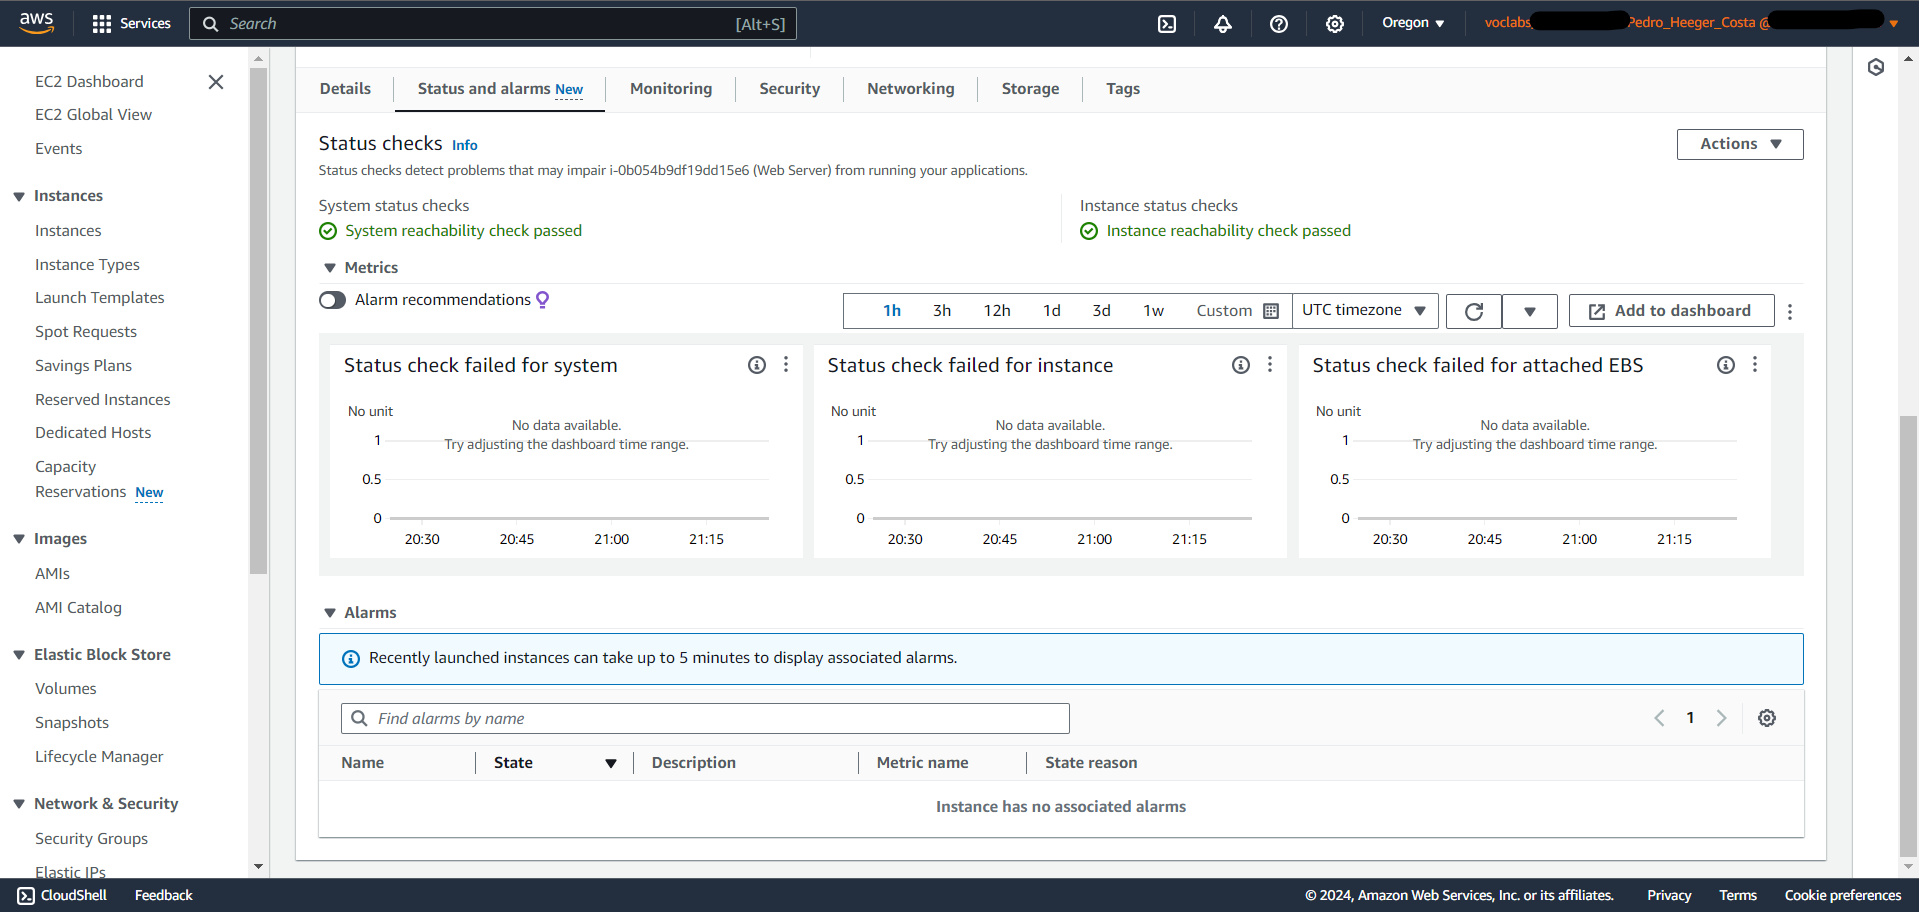 aws
Services
Search
[Alt+S]
Oregon
voclabs
Pedro_Heeger_Costa @
EC2 Dashboard
EC2 Global View
Events
Instances
Instances
Instance Types
Launch Templates
Spot Requests
Savings Plans
Reserved Instances
Dedicated Hosts
Capacity
Reservations New
Images
AMIs
AMI Catalog
Elastic Block Store
Volumes
Snapshots
Lifecycle Manager
Network & Security
Security Groups
Elastic IPs
Details
Status and alarms New
Monitoring
Security
Networking
Storage
Tags
Status checks Info
Actions
Status checks detect problems that may impair i-0b054b9df19dd15e6 (Web Server) from running your applications.
System status checks
System reachability check passed
Instance status checks
Instance reachability check passed
Metrics
Alarm recommendations
1h
3h
12h
1d
3d
1w
Custom
UTC timezone
Add to dashboard
Status check failed for system
No unit
No data available.
Try adjusting the dashboard time range.
1
0.5
0
20:30
20:45
21:00
21:15
Status check failed for instance
No unit
No data available.
Try adjusting the dashboard time range.
1
0.5
0
20:30
20:45
21:00
21:15
Status check failed for attached EBS
No unit
No data available.
Try adjusting the dashboard time range.
1
0.5
0
20:30
20:45
21:00
21:15
Alarms
Recently launched instances can take up to 5 minutes to display associated alarms.
Find alarms by name
1
Name
State
Description
Metric name
State reason
Instance has no associated alarms
CloudShell
Feedback
© 2024, Amazon Web Services, Inc. or its affiliates.
Privacy
Terms
Cookie preferences